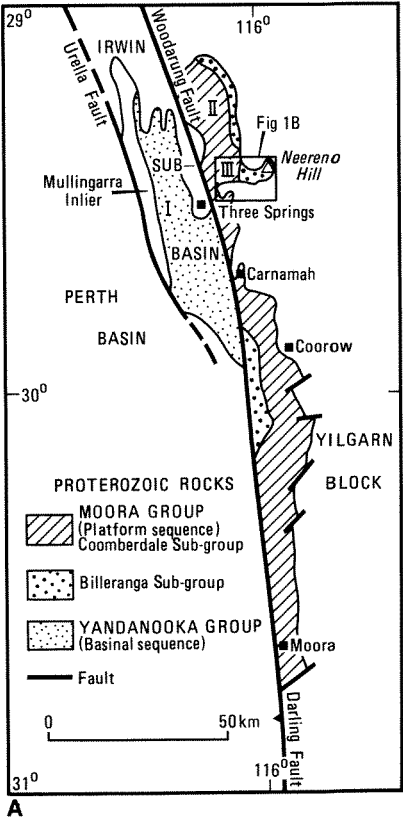 29°
116°
IRWIN
Urella Fault
Woodarung Fault
II
Fig 1B
SUB
III
Neereno
Hill
Mullingarra
Inlier
I
Three Springs
BASIN
Carnamah
PERTH
BASIN
Coorow
30°
YILGARN
BLOCK
PROTEROZOIC ROCKS
MOORA GROUP
(Platform sequence)
Coomberdale Sub-group
Billeranga Sub-group
YANDANOOKA GROUP
(Basinal sequence)
Moora
Fault
0 50 km
Darling Fault
116°
31°
A